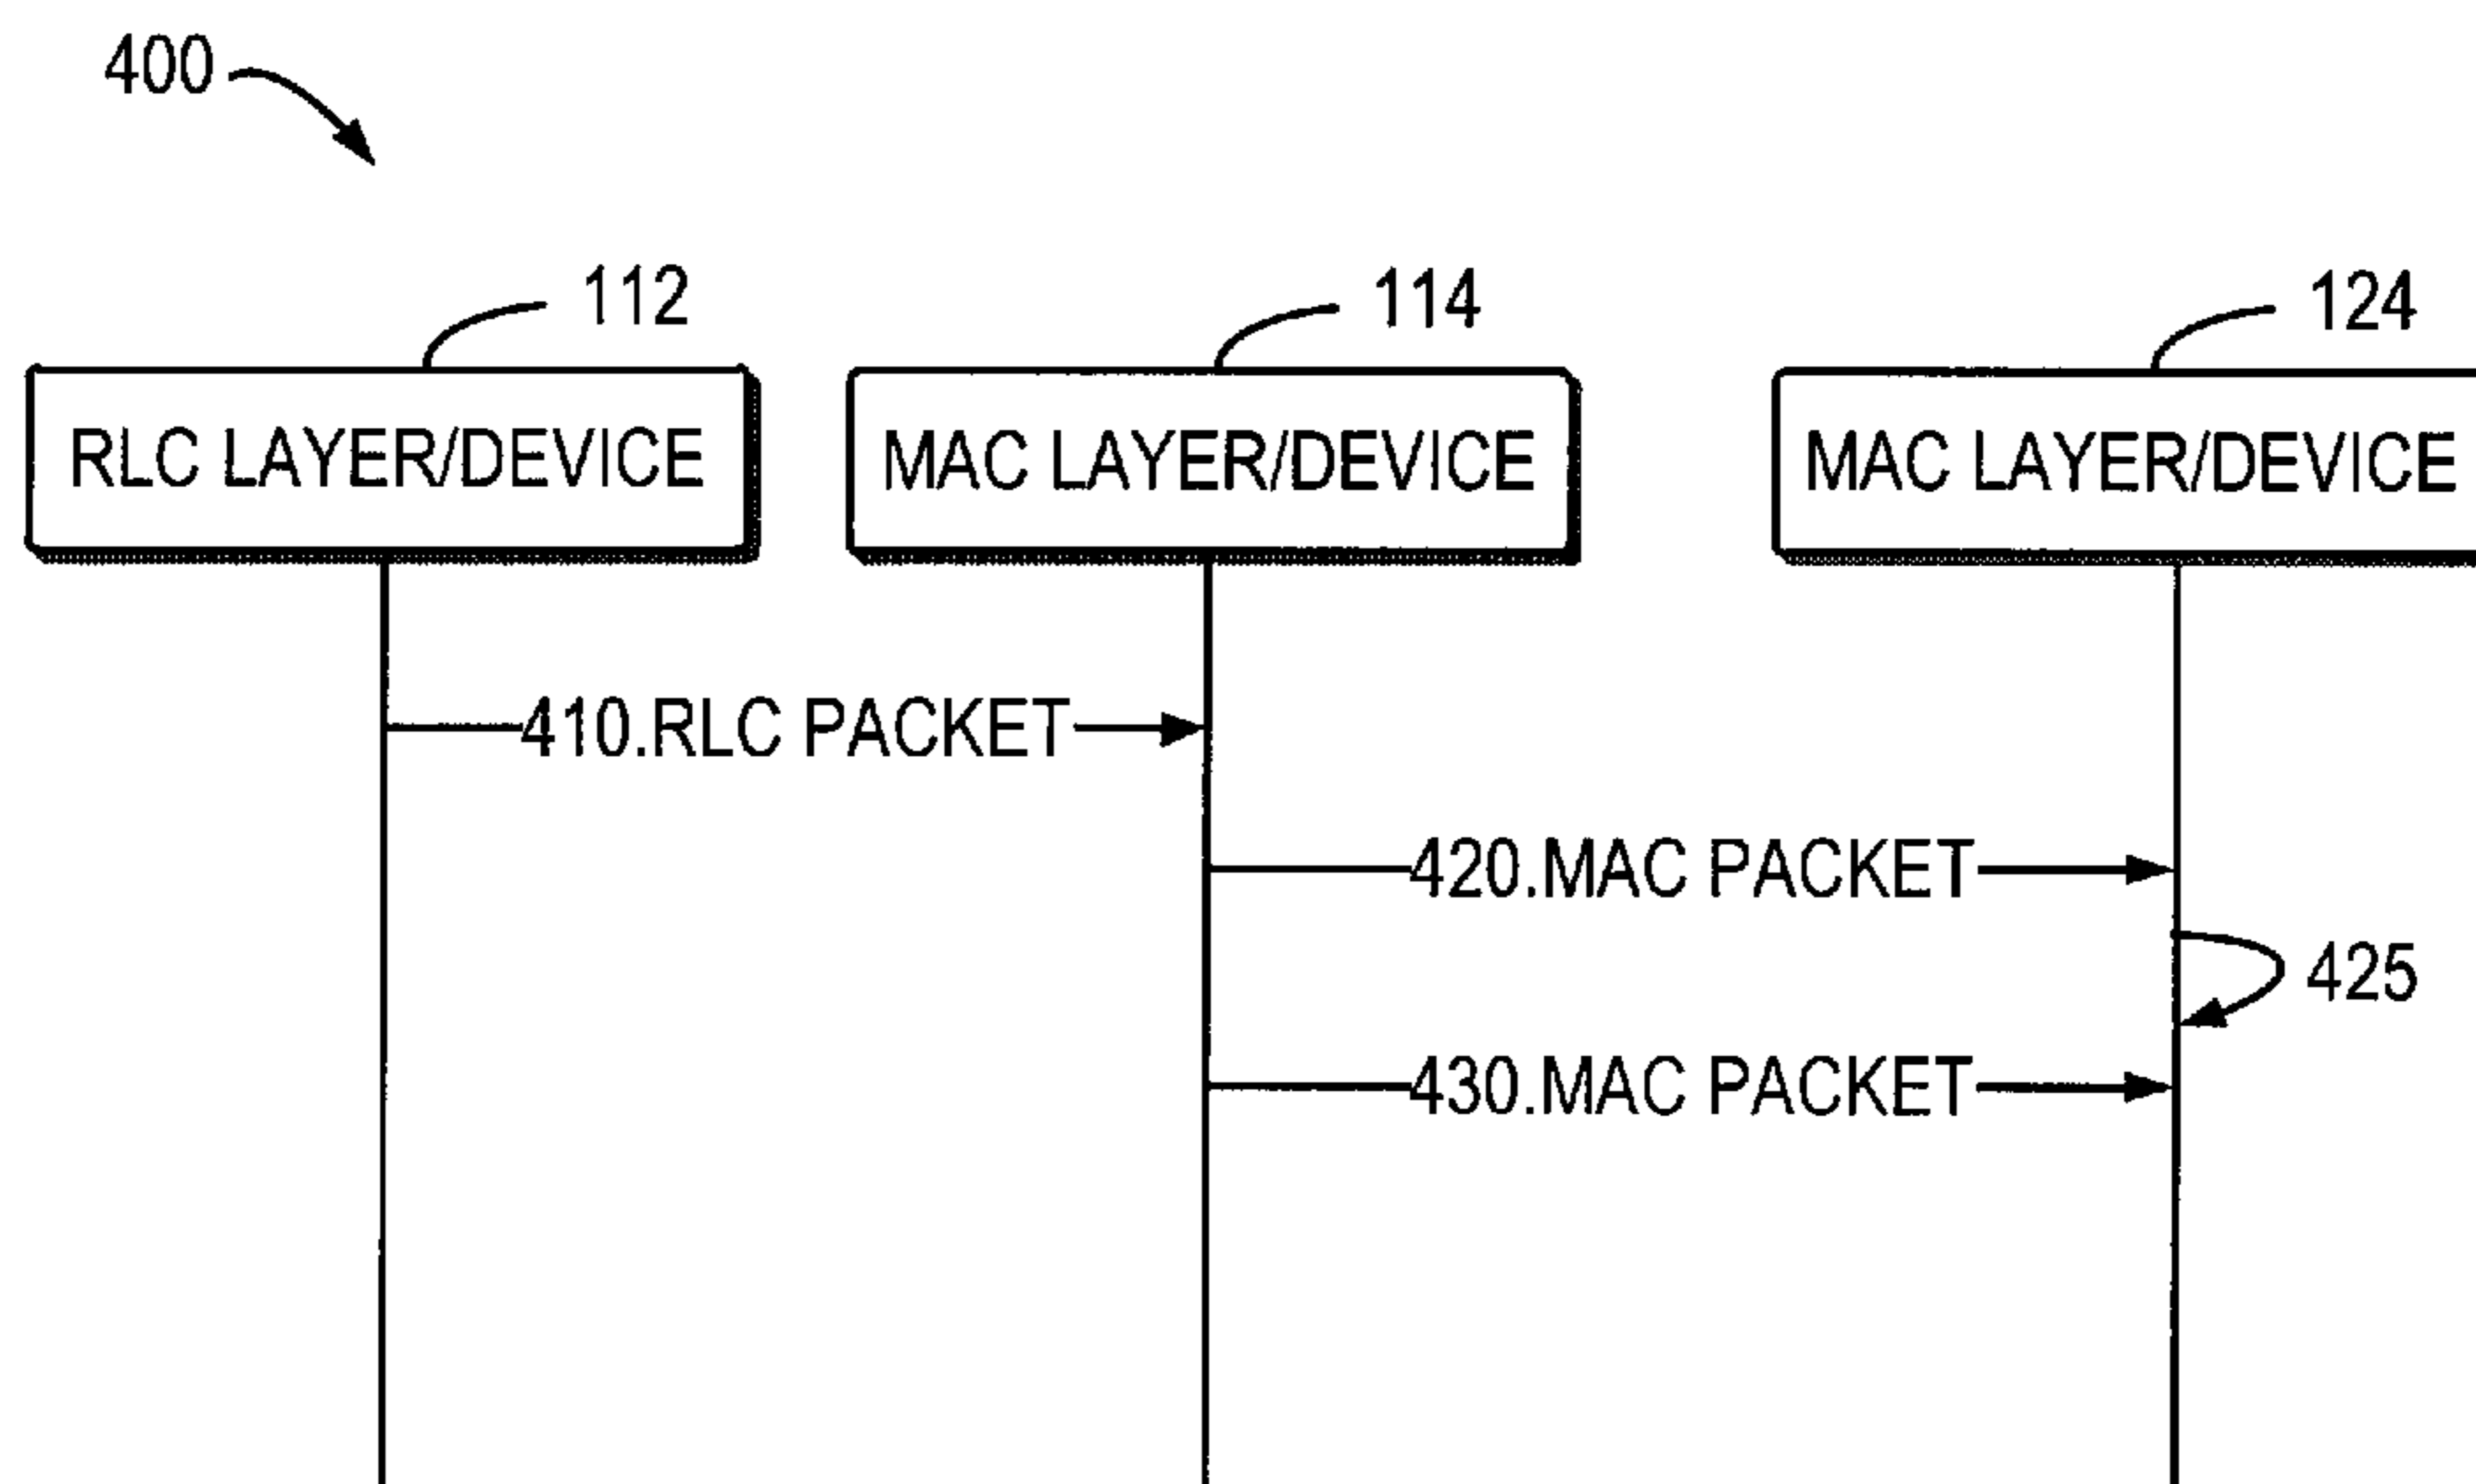 400
112
114
124
RLC LAYER/DEVICE
MAC LAYER/DEVICE
MAC LAYER/DEVICE
410.RLC PACKET
420.MAC PACKET
425
430.MAC PACKET